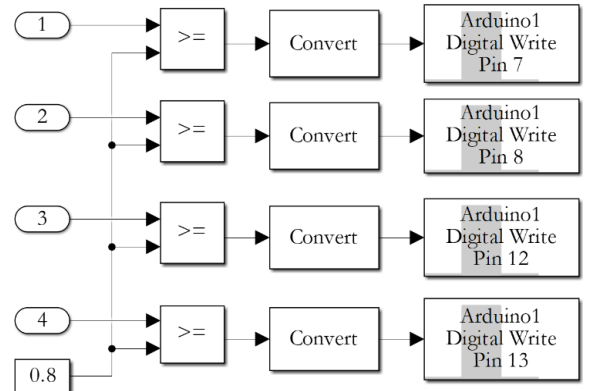 1
>=
Convert
Arduino1
Digital Write
Pin 7
2
>=
Convert
Arduino1
Digital Write
Pin 8
3
>=
Convert
Arduino1
Digital Write
Pin 12
4
>=
Convert
Arduino1
Digital Write
Pin 13
0.8